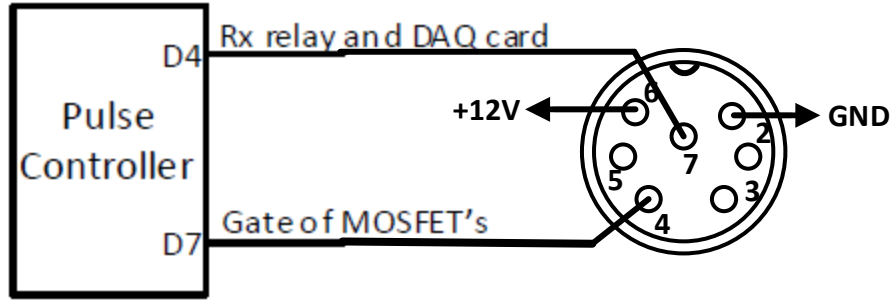 Rx relay and DAQ card
D4
Pulse
Controller
D7
Gate of MOSFET's
+12V
6
GND
2
7
5
3
4